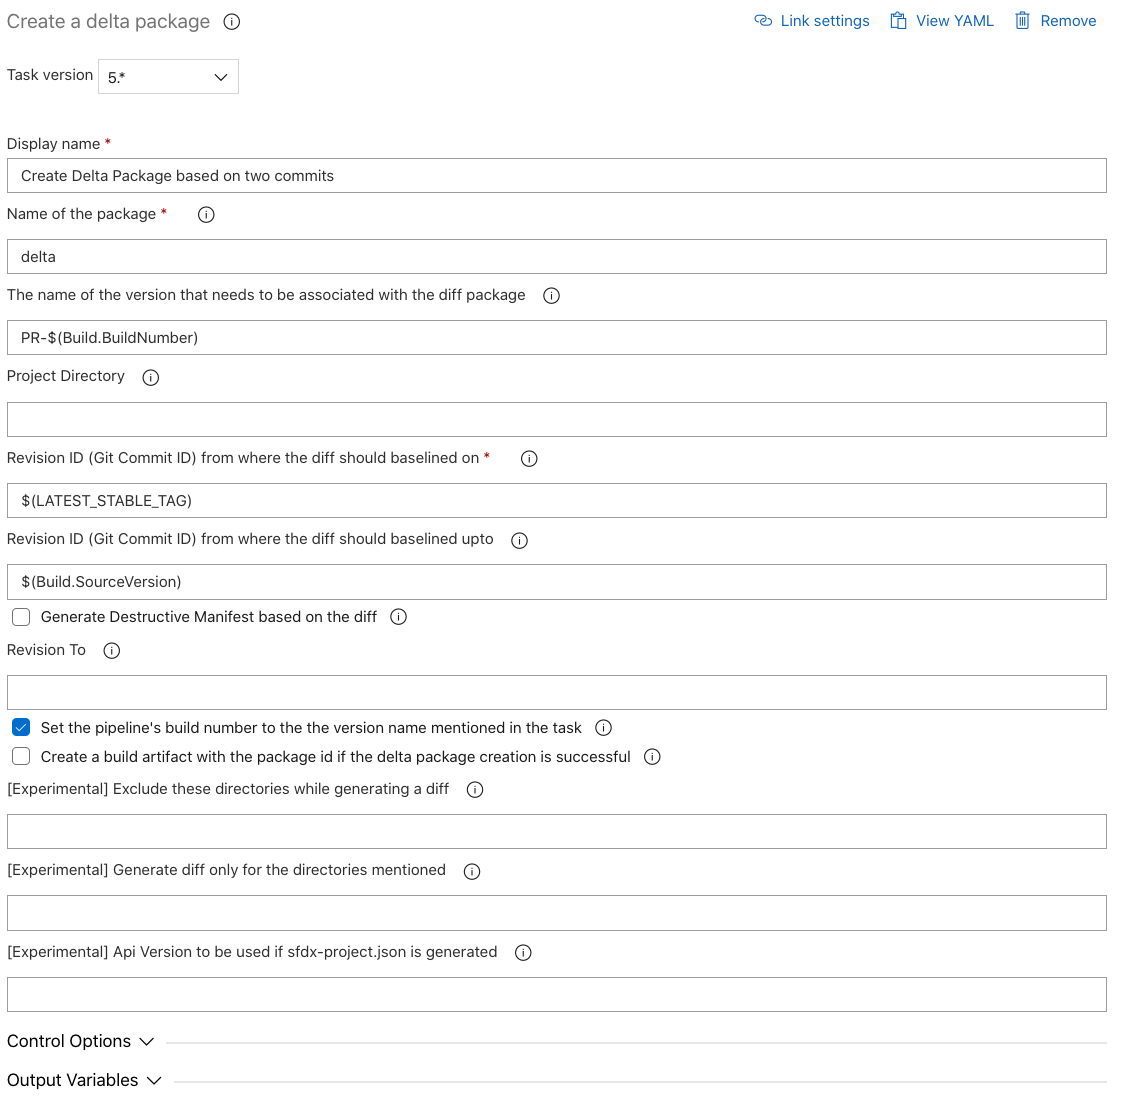 Create a delta package
Link settings View YAML Remove
Task version 5.*
Display name *
Create Delta Package based on two commits
Name of the package *
delta
The name of the version that needs to be associated with the diff package
PR-$(Build.BuildNumber)
Project Directory
Revision ID (Git Commit ID) from where the diff should baselined on *
$(LATEST_STABLE_TAG)
Revision ID (Git Commit ID) from where the diff should baselined upto
$(Build.SourceVersion)
Generate Destructive Manifest based on the diff
Revision To
Set the pipeline's build number to the the version name mentioned in the task
Create a build artifact with the package id if the delta package creation is successful
[Experimental] Exclude these directories while generating a diff
[Experimental] Generate diff only for the directories mentioned
[Experimental] Api Version to be used if sfdx-project.json is generated
Control Options
Output Variables